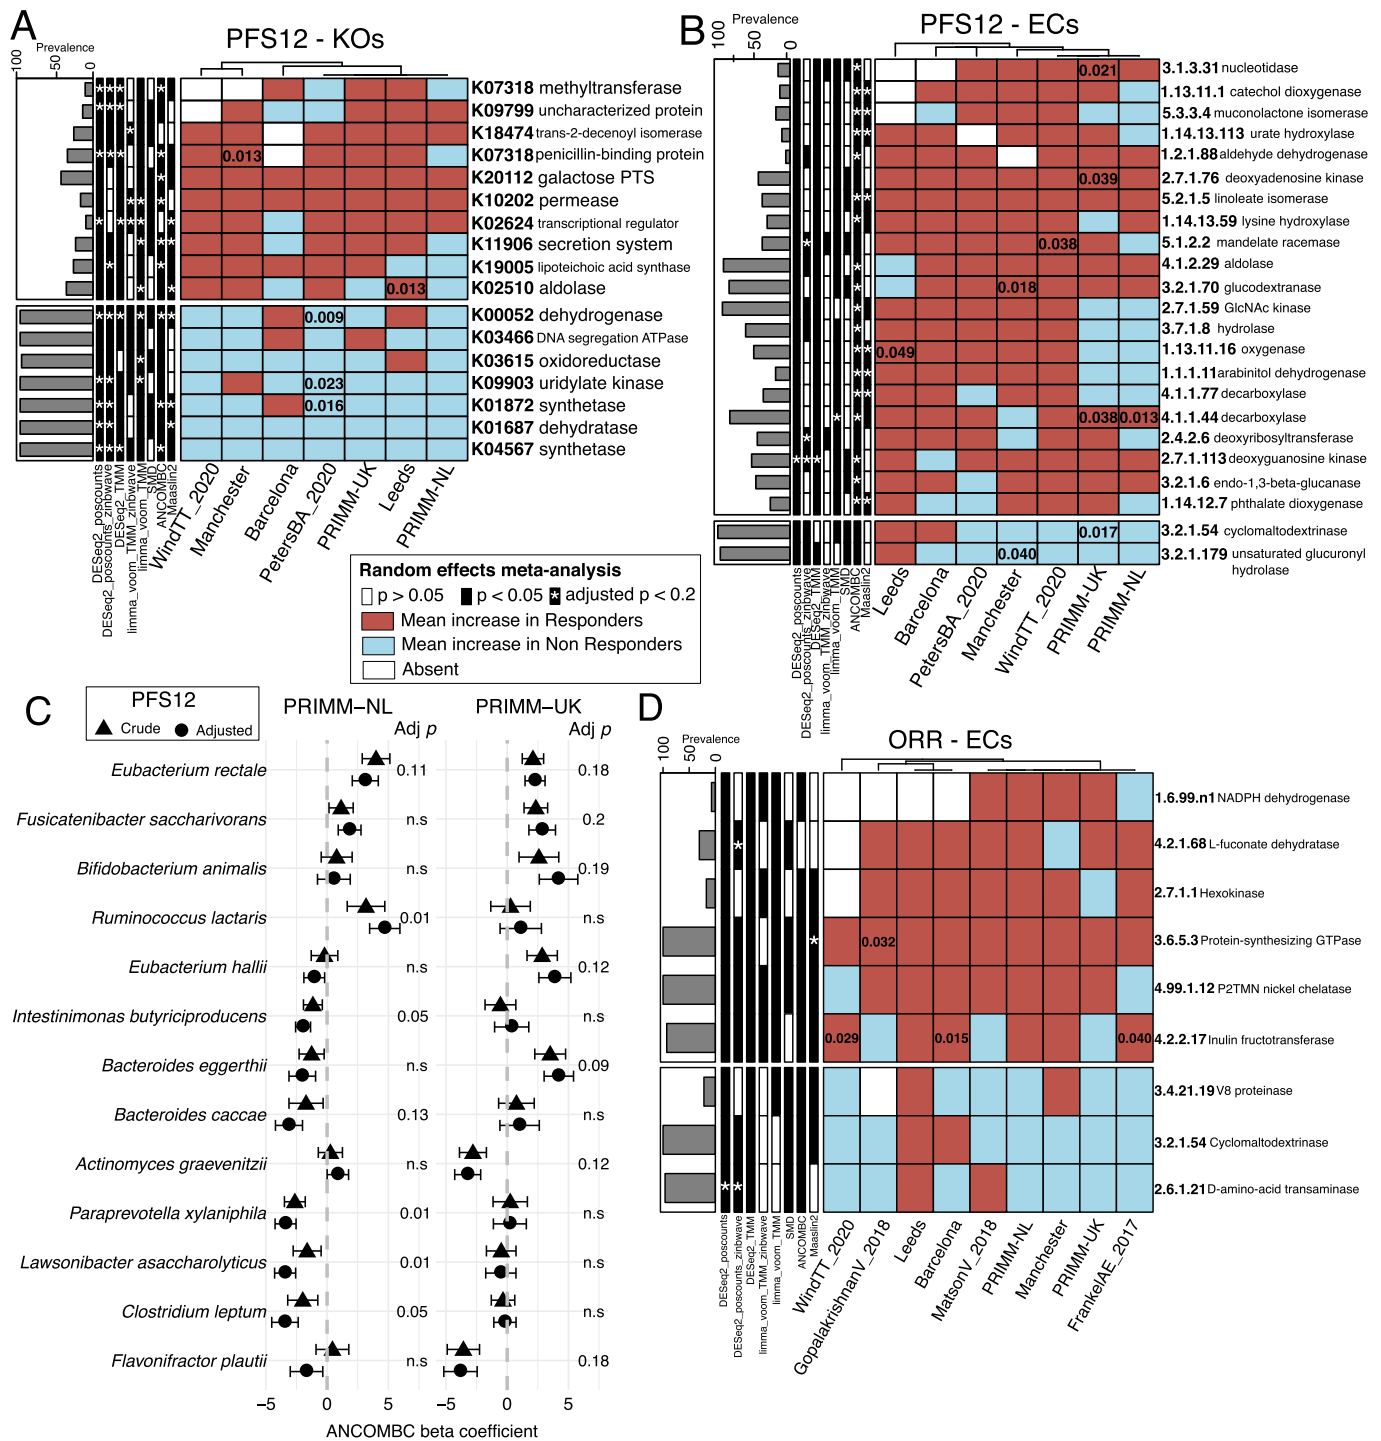 A
PFS12 - KOs
Prevalence
100
50
0
K07318 methyltransferase
K09799 uncharacterized protein
K18474 trans-2-decenoyl isomerase
0.013
K07318 penicillin-binding protein
K20112 galactose PTS
K10202 permease
K02624 transcriptional regulator
K11906 secretion system
K19005 lipoteichoic acid synthase
0.013
K02510 aldolase
0.009
K00052 dehydrogenase
K03466 DNA segregation ATPase
K03615 oxidoreductase
0.023
K09903 uridylate kinase
0.016
K01872 synthetase
K01687 dehydratase
K04567 synthetase
DESeq2_poscounts
DESeq2_poscounts_zinbwave
DESeq2_TMM
limma_voom_TMM_zinbwave
limma_voom_TMM
SMD
ANCOMBC
Maaslin2
WindTT_2020
Manchester
Barcelona
PetersBA_2020
PRIMM-UK
Leeds
PRIMM-NL
Random effects meta-analysis
p > 0.05
p < 0.05
* adjusted p < 0.2
Mean increase in Responders
Mean increase in Non Responders
Absent
B
PFS12 - ECs
Prevalence
100
50
0
0.021
3.1.3.31 nucleotidase
1.13.11.1 catechol dioxygenase
5.3.3.4 muconolactone isomerase
1.14.13.113 urate hydroxylase
1.2.1.88 aldehyde dehydrogenase
0.039
2.7.1.76 deoxyadenosine kinase
5.2.1.5 linoleate isomerase
1.14.13.59 lysine hydroxylase
0.038
5.1.2.2 mandelate racemase
4.1.2.29 aldolase
0.018
3.2.1.70 glucodextranase
2.7.1.59 GlcNAc kinase
3.7.1.8 hydrolase
0.049
1.13.11.16 oxygenase
1.1.1.11 arabinitol dehydrogenase
4.1.1.77 decarboxylase
0.038
0.013
4.1.1.44 decarboxylase
2.4.2.6 deoxyribosyltransferase
2.7.1.113 deoxyguanosine kinase
3.2.1.6 endo-1,3-beta-glucanase
1.14.12.7 phthalate dioxygenase
0.017
3.2.1.54 cyclomaltodextrinase
0.040
3.2.1.179 unsaturated glucuronyl
hydrolase
DESeq2_poscounts
DESeq2_poscounts_zinbwave
DESeq2_TMM
limma_voom_TMM_zinbwave
limma_voom_TMM
SMD
ANCOMBC
Maaslin2
Leeds
Barcelona
PetersBA_2020
Manchester
WindTT_2020
PRIMM-UK
PRIMM-NL
C
PFS12
Crude
Adjusted
PRIMM−NL
PRIMM−UK
Adj p
Adj p
Eubacterium rectale
0.11
0.18
Fusicatenibacter saccharivorans
n.s
0.2
Bifidobacterium animalis
n.s
0.19
Ruminococcus lactaris
0.01
n.s
Eubacterium hallii
n.s
0.12
Intestinimonas butyriciproducens
0.05
n.s
Bacteroides eggerthii
n.s
0.09
Bacteroides caccae
0.13
n.s
Actinomyces graevenitzii
n.s
0.12
Paraprevotella xylaniphila
0.01
n.s
Lawsonibacter asaccharolyticus
0.01
n.s
Clostridium leptum
0.05
n.s
Flavonifractor plautii
n.s
0.18
−5
0
5
−5
0
5
ANCOMBC beta coefficient
D
ORR - ECs
Prevalence
100
50
0
1.6.99.n1 NADPH dehydrogenase
4.2.1.68 L-fuconate dehydratase
2.7.1.1 Hexokinase
0.032
3.6.5.3 Protein-synthesizing GTPase
4.99.1.12 P2TMN nickel chelatase
0.029
0.015
0.040
4.2.2.17 Inulin fructotransferase
3.4.21.19 V8 proteinase
3.2.1.54 Cyclomaltodextrinase
2.6.1.21 D-amino-acid transaminase
DESeq2_poscounts
DESeq2_poscounts_zinbwave
DESeq2_TMM
limma_voom_TMM_zinbwave
limma_voom_TMM
SMD
ANCOMBC
Maaslin2
WindTT_2020
GopalakrishnanV_2018
Leeds
Barcelona
MatsonV_2018
PRIMM-NL
Manchester
PRIMM-UK
FrankelAE_2017